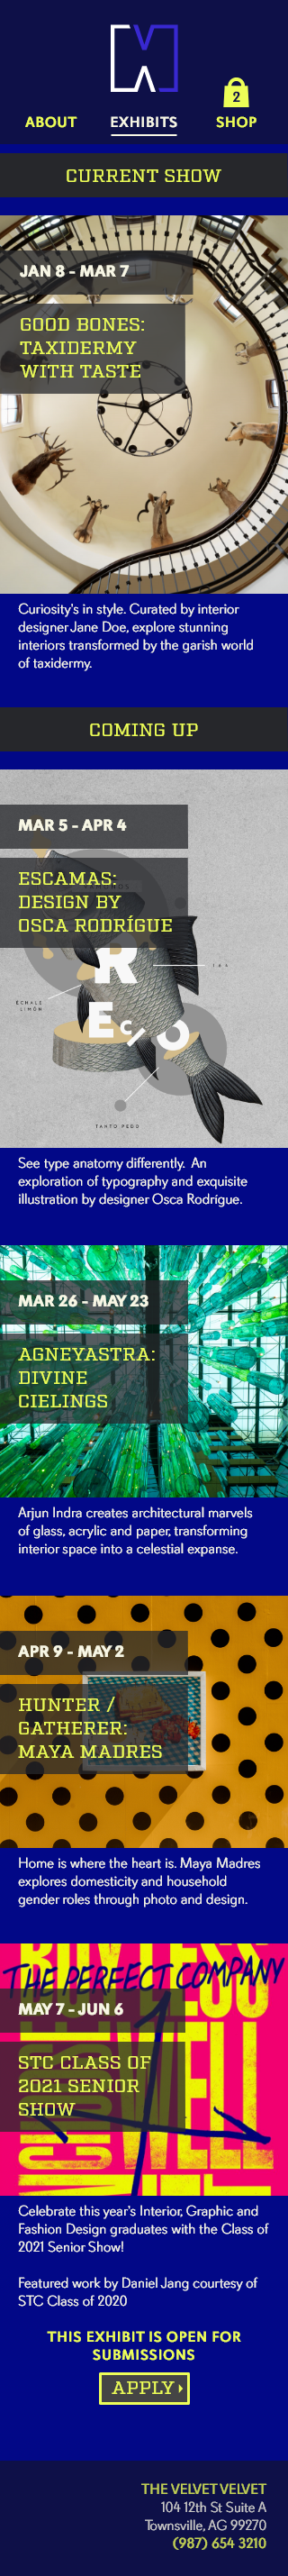 2
ABOUT EXHIBITS SHOP
CURRENT SHOW
JAN 8 - MAR 7
GOOD BONES:
TAXIDERMY
WITH TASTE
Curiosity's in style. Curated by interior
designer Jane Doe, explore stunning
interiors transformed by the garish world
of taxidermy.
COMING UP
MAR 5 - APR 4
ESCAMAS:
DESIGN BY
OSCA RODRÍGUE
R
ECHALE
LIMÓN
E C/O
TANTO PEDO
See type anatomy differently. An
exploration of typography and exquisite
illustration by designer Osca Rodrígue.
MAR 26 - MAY 23
AGNEYASTRA:
DIVINE
CIELINGS
Arjun Indra creates architectural marvels
of glass, acrylic and paper, transforming
interior space into a celestial expanse.
APR 9 - MAY 2
HUNTER /
GATHERER:
MAYA MADRES
Home is where the heart is. Maya Madres
explores domesticity and household
gender roles through photo and design.
THE PERFECT COMPANY
MAY 7 - JUN 6
STC CLASS OF
2021 SENIOR
SHOW
Celebrate this year's Interior, Graphic and
Fashion Design graduates with the Class of
2021 Senior Show!
Featured work by Daniel Jang courtesy of
STC Class of 2020
THIS EXHIBIT IS OPEN FOR
SUBMISSIONS
APPLY
THE VELVET VELVET
104 12th St Suite A
Townsville, AG 99270
(987) 654 3210